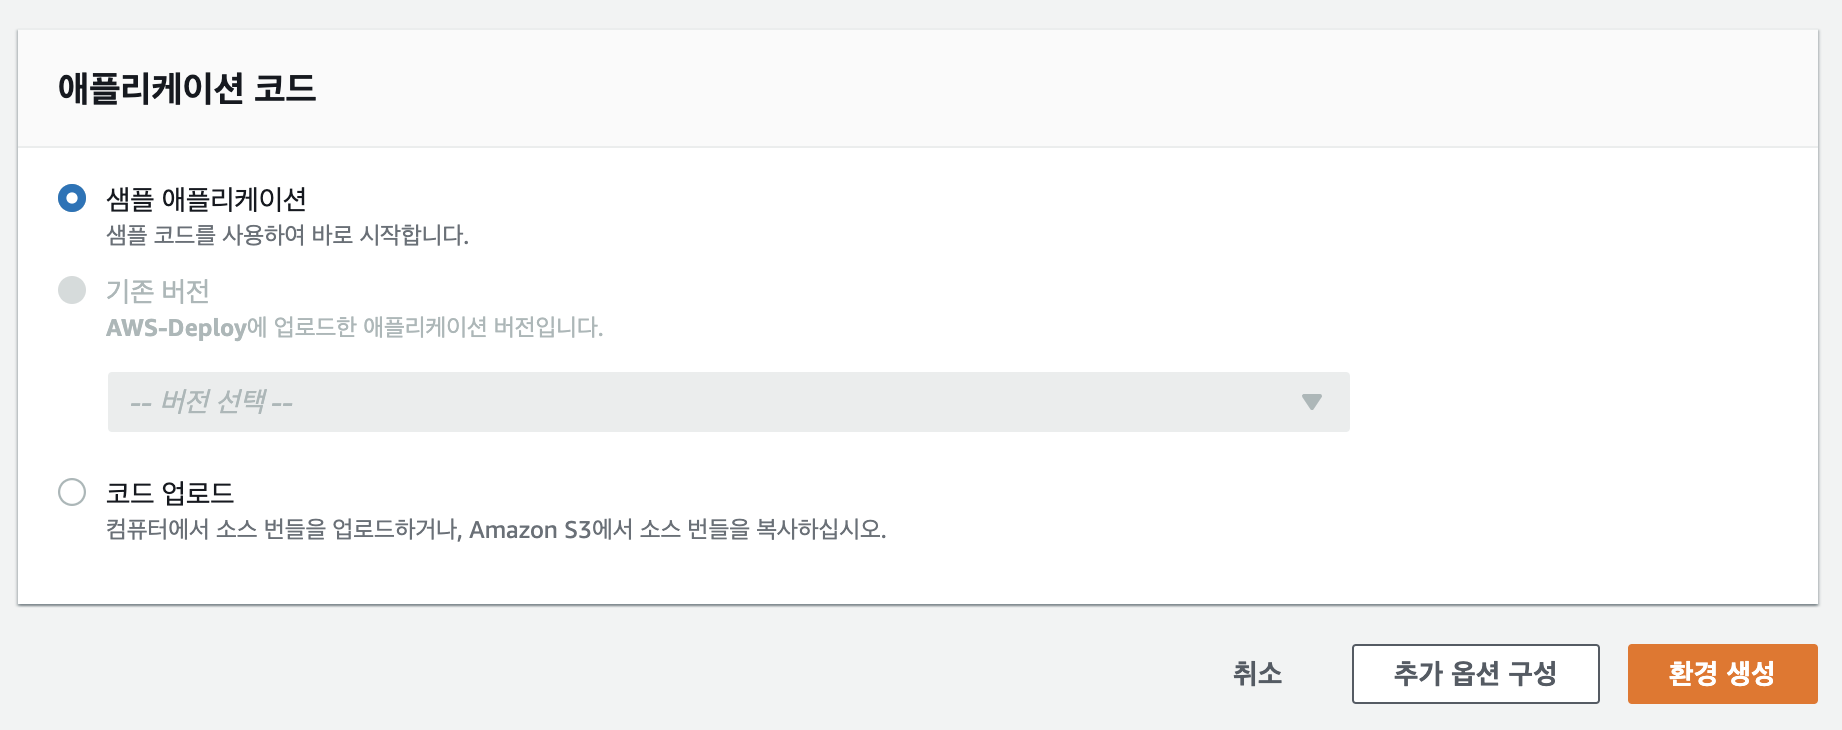 애플리케이션 코드
샘플 애플리케이션
샘플 코드를 사용하여 바로 시작합니다.
기존 버전
AWS-Deploy에 업로드한 애플리케이션 버전입니다.
-- 버전 선택 --
코드 업로드
컴퓨터에서 소스 번들을 업로드하거나, Amazon S3에서 소스 번들을 복사하십시오.
취소 추가 옵션 구성 환경 생성